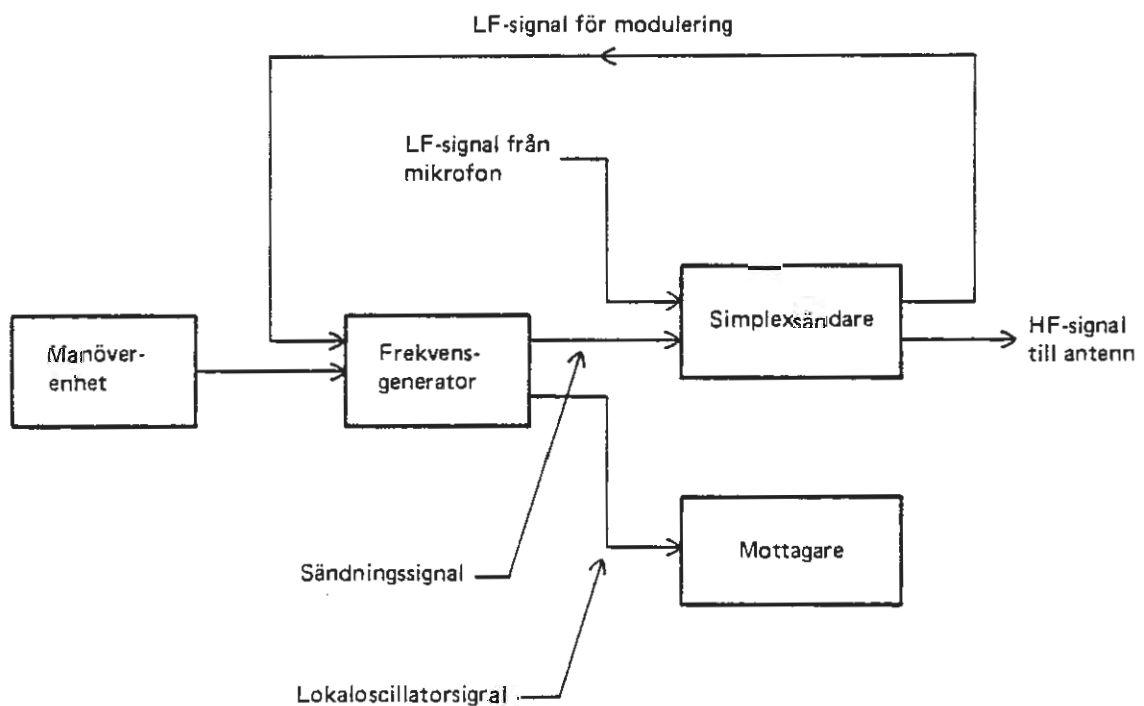 LF-signal för modulering
LF-signal från
mikrofon
Manöver-
enhet
Frekvens-
generator
Simplexsändare
HF-signal
till antenn
Sändningssignal
Mottagare
Lokaloscillatorsignal